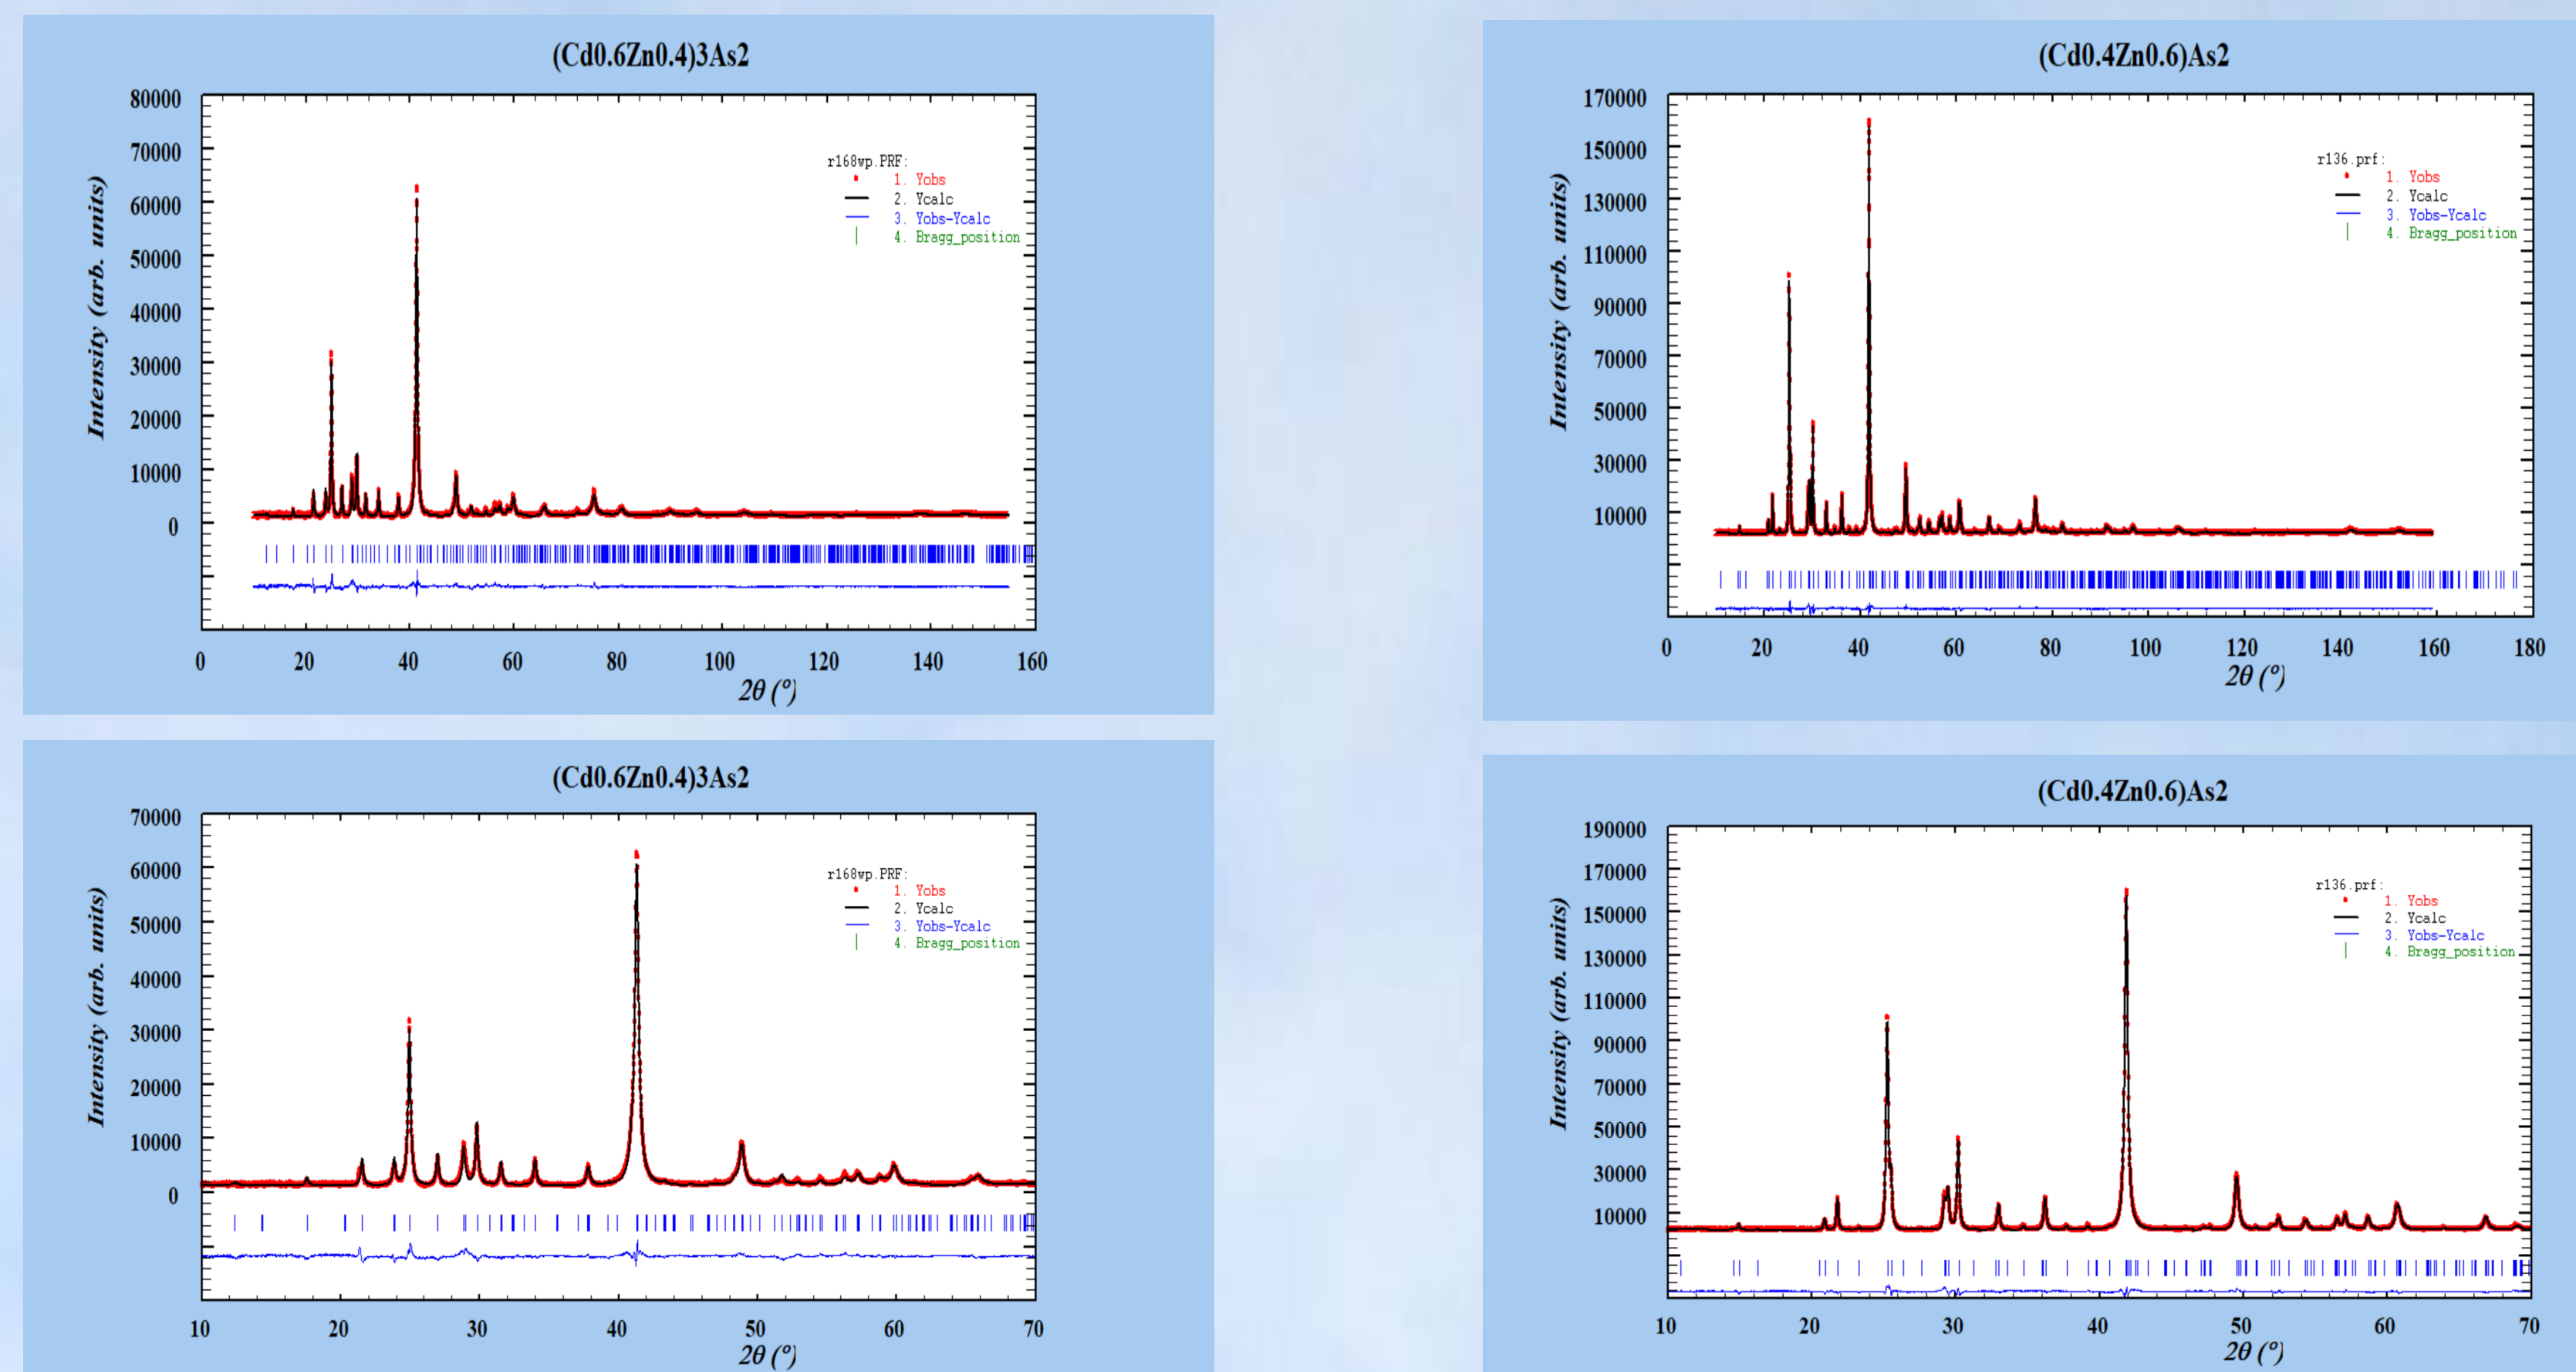 (Cd0.6Zn0.4)3As2
Intensity (arb. units)
80000
70000
60000
50000
40000
30000
20000
10000
0
r168wp.PRF:
1. Yobs
2. Ycalc
3. Yobs-Ycalc
4. Bragg_position
0 20 40 60 80 100 120 140 160
2θ (°)
(Cd0.4Zn0.6)As2
Intensity (arb. units)
170000
150000
130000
110000
90000
70000
50000
30000
10000
r136.prf:
1. Yobs
2. Ycalc
3. Yobs-Ycalc
4. Bragg_position
0 20 40 60 80 100 120 140 160 180
2θ (°)
(Cd0.6Zn0.4)3As2
Intensity (arb. units)
70000
60000
50000
40000
30000
20000
10000
0
r168wp.PRF:
1. Yobs
2. Ycalc
3. Yobs-Ycalc
4. Bragg_position
10 20 30 40 50 60 70
2θ (°)
(Cd0.4Zn0.6)As2
Intensity (arb. units)
190000
170000
150000
130000
110000
90000
70000
50000
30000
10000
r136.prf:
1. Yobs
2. Ycalc
3. Yobs-Ycalc
4. Bragg_position
10 20 30 40 50 60 70
2θ (°)